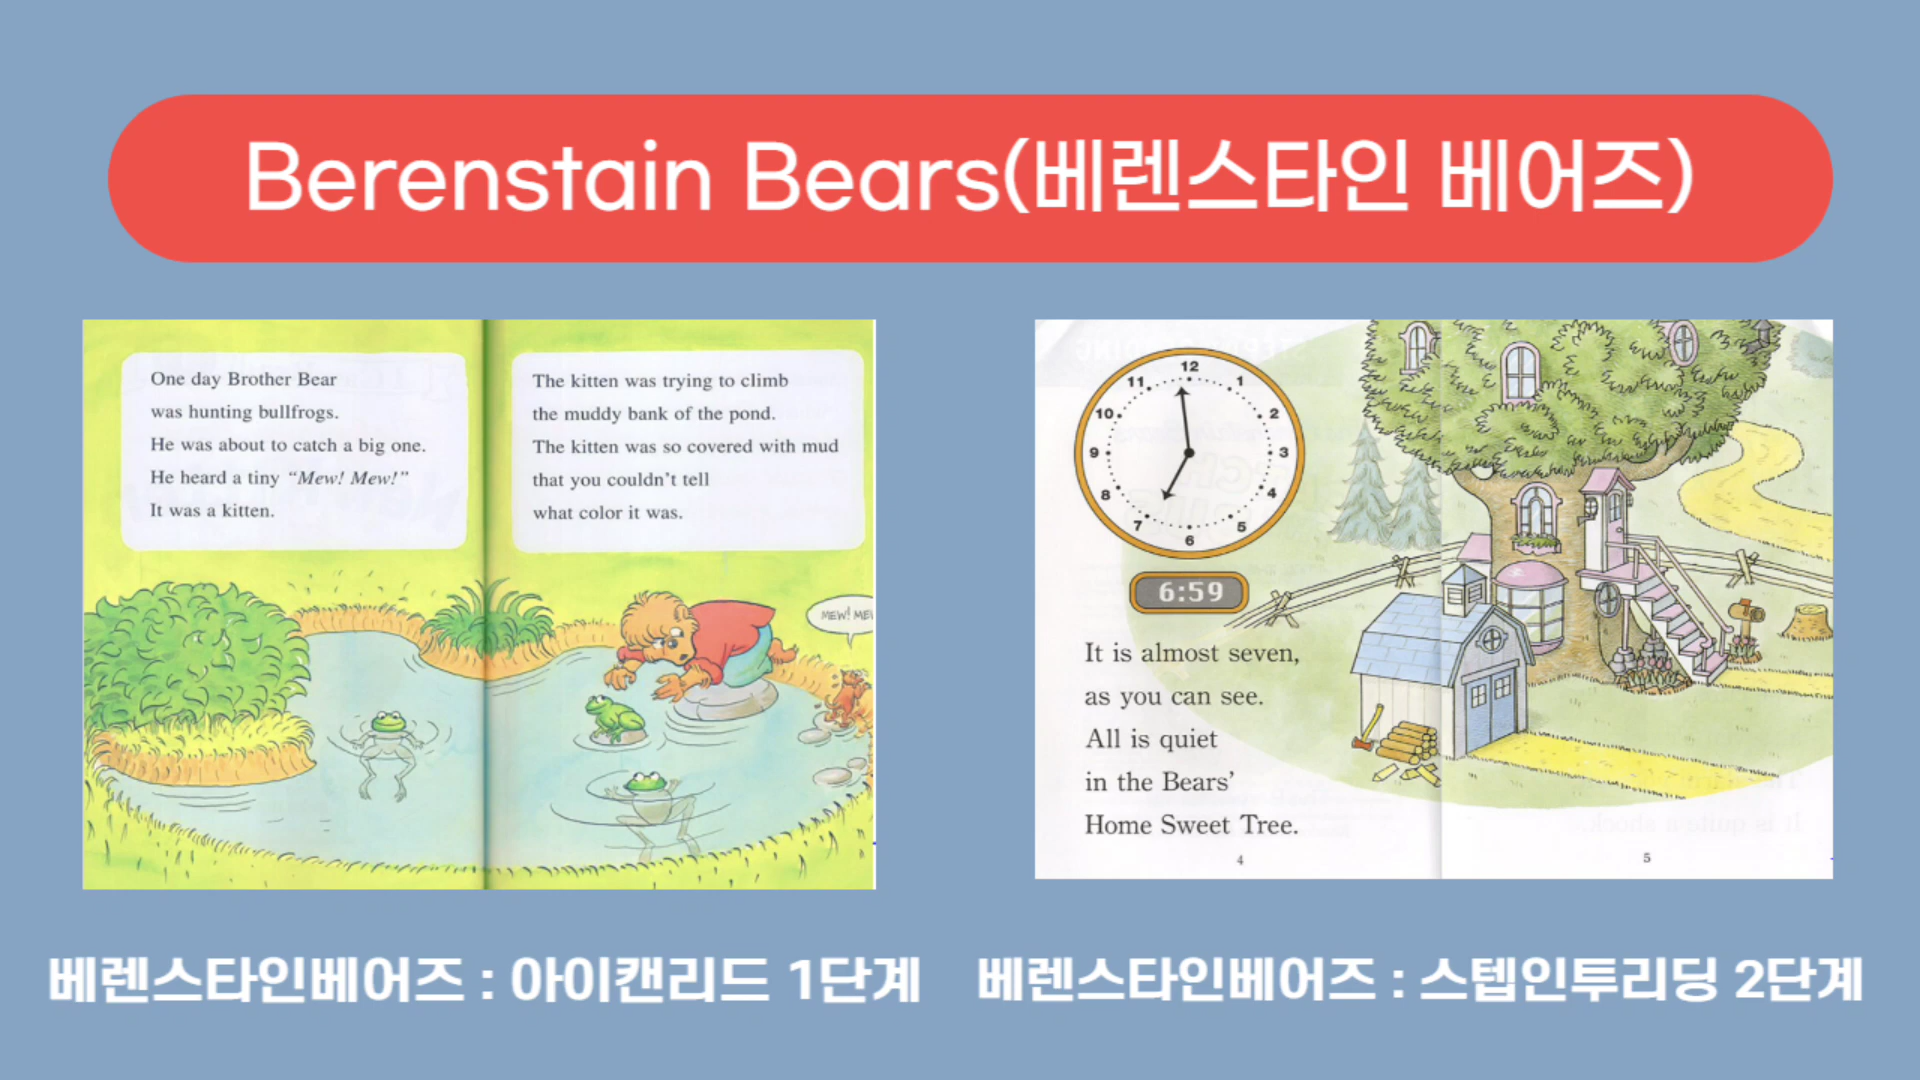 Berenstain Bears(베렌스타인 베어즈)
One day Brother Bear
was hunting bullfrogs.
He was about to catch a big one.
He heard a tiny “Mew! Mew!”
It was a kitten.
The kitten was trying to climb
the muddy bank of the pond.
The kitten was so covered with mud
that you couldn’t tell
what color it was.
MEW!
12
1
2
3
4
5
6
7
8
9
10
11
6:59
It is almost seven,
as you can see.
All is quiet
in the Bears’
Home Sweet Tree.
4
5
베렌스타인베어즈 : 아이캔리드 1단계
베렌스타인베어즈 : 스텝인투리딩 2단계